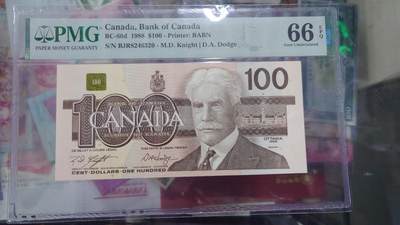 PMG
PAPER MONEY GUARANTY
Canada, Bank of Canada
BC-60d 1988 $100 - Printer: BABN
S/N BJR8246320 - M.D. Knight | D.A. Dodge
66 EPQ
Gem Uncirculated
100
CANADA
100
CENT·DOLLARS·ONE HUNDRED